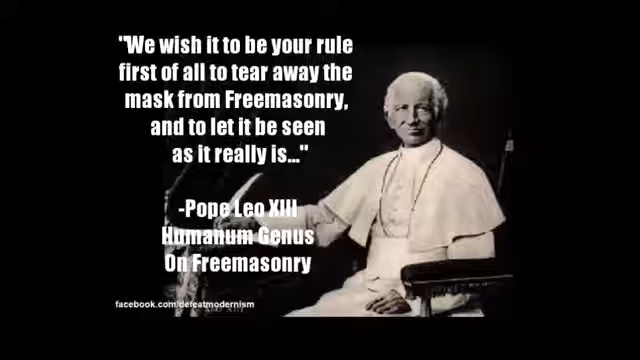 "We wish it to be your rule
first of all to tear away the
mask from Freemasonry,
and to let it be seen
as it really is..."
-Pope Leo XIII
Humanum Genus
On Freemasonry
facebook.com/defeatmodernism